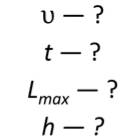 υ – ?
t – ?
L_max – ?
h – ?